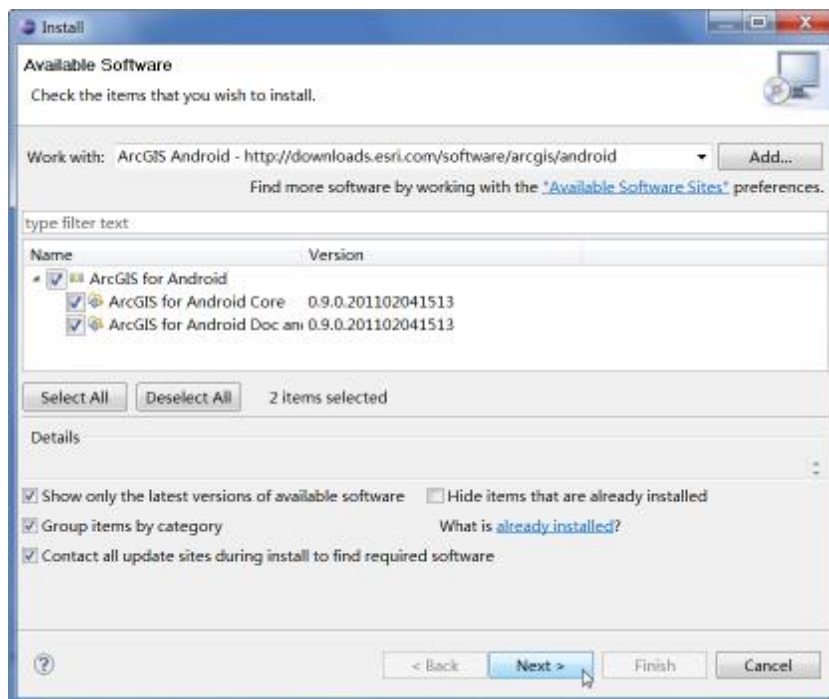 Install
Available Software
Check the items that you wish to install.
Work with: ArcGIS Android - http://downloads.esri.com/software/arcgis/android Add...
Find more software by working with the "Available Software Sites" preferences.
type filter text
Name Version
ArcGIS for Android
ArcGIS for Android Core 0.9.0.201102041513
ArcGIS for Android Doc an 0.9.0.201102041513
Select All Deselect All 2 items selected
Details
Show only the latest versions of available software Hide items that are already installed
Group items by category What is already installed?
Contact all update sites during install to find required software
? < Back Next > Finish Cancel